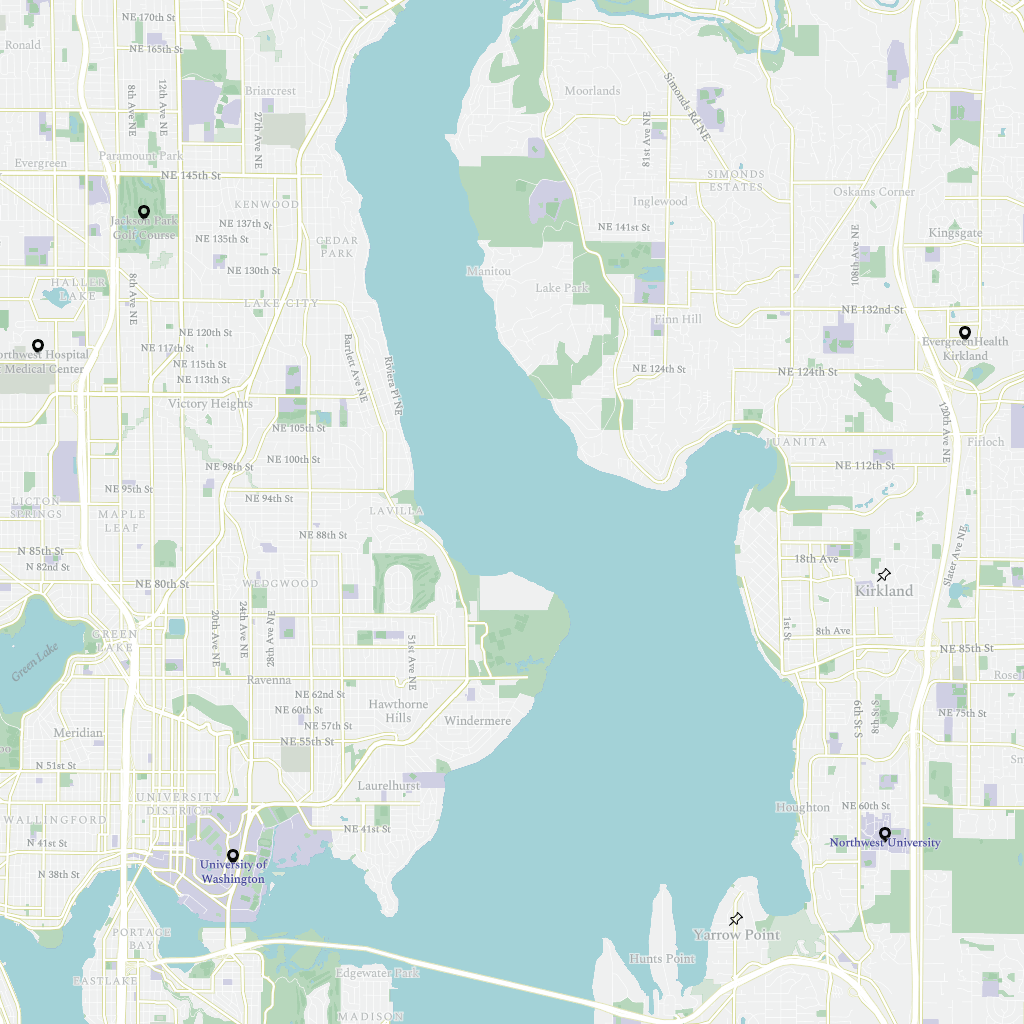 NE 170th St
Ronald
NE 165th St
Briarcrest
Moorlands
8th Ave NE
12th Ave NE
27th Ave NE
Simonds Rd NE
81st Ave NE
Evergreen
Paramount Park
NE 145th St
SIMONDS
ESTATES
Oskams Corner
KENWOOD
Inglewood
Jackson Park
Golf Course
NE 137th St
NE 135th St
NE 141st St
Kingsgate
CEDAR
PARK
108th Ave NE
NE 130th St
Manitou
HALLER
LAKE
Lake Park
8th Ave NE
LAKE CITY
NE 132nd St
Finn Hill
NE 120th St
NE 117th St
EvergreenHealth
Kirkland
Northwest Hospital
Medical Center
NE 115th St
NE 113th St
Bartlett Ave NE
Riviera Pl NE
NE 124th St
NE 124th St
Victory Heights
120th Ave NE
NE 105th St
JUANITA
Firloch
NE 100th St
NE 98th St
NE 112th St
NE 95th St
NE 94th St
LICTON
SPRINGS
MAPLE
LEAF
LAVILLA
NE 88th St
N 85th St
N 82nd St
18th Ave
Slater Ave NE
NE 80th St
WEDGWOOD
Kirkland
20th Ave NE
24th Ave NE
28th Ave NE
1st St
8th Ave
GREEN
LAKE
Green Lake
51st Ave NE
NE 85th St
Ravenna
NE 62nd St
NE 60th St
Hawthorne
Hills
6th St S
8th St S
NE 75th St
NE 57th St
Windermere
Meridian
NE 55th St
N 51st St
Laurelhurst
UNIVERSITY
DISTRICT
Houghton
NE 60th St
WALLINGFORD
NE 41st St
N 41st St
Northwest University
University of
Washington
N 38th St
PORTAGE
BAY
Yarrow Point
Hunts Point
EASTLAKE
Edgewater Park
MADISON